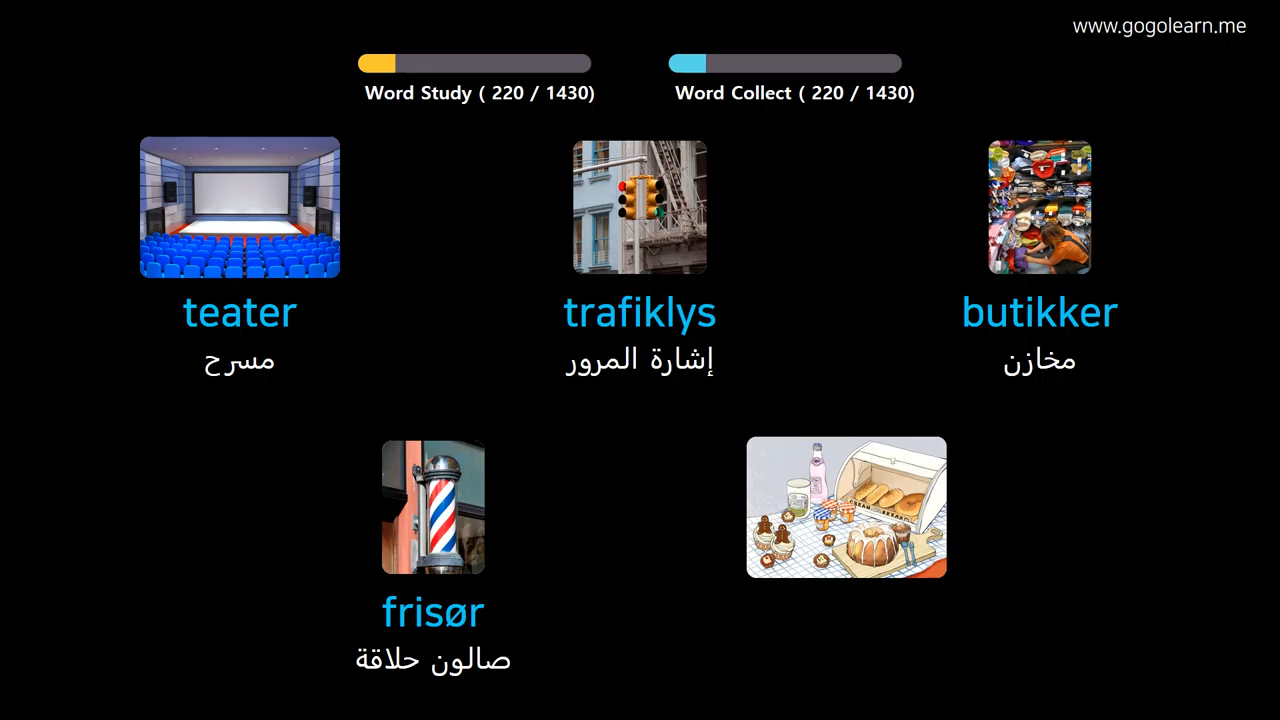 www.gogolearn.me
Word Study ( 220 / 1430)
Word Collect ( 220 / 1430)
teater
مسرح
trafiklys
إشارة المرور
butikker
مخازن
frisør
صالون حلاقة